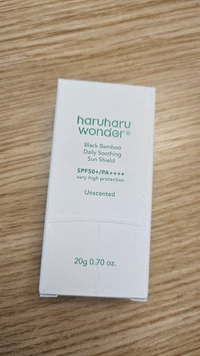 haruharu
wonder®
Black Bamboo
Daily Soothing
Sun Shield
SPF50+/PA++++
very high protection
Unscented
20g 0.70 oz.